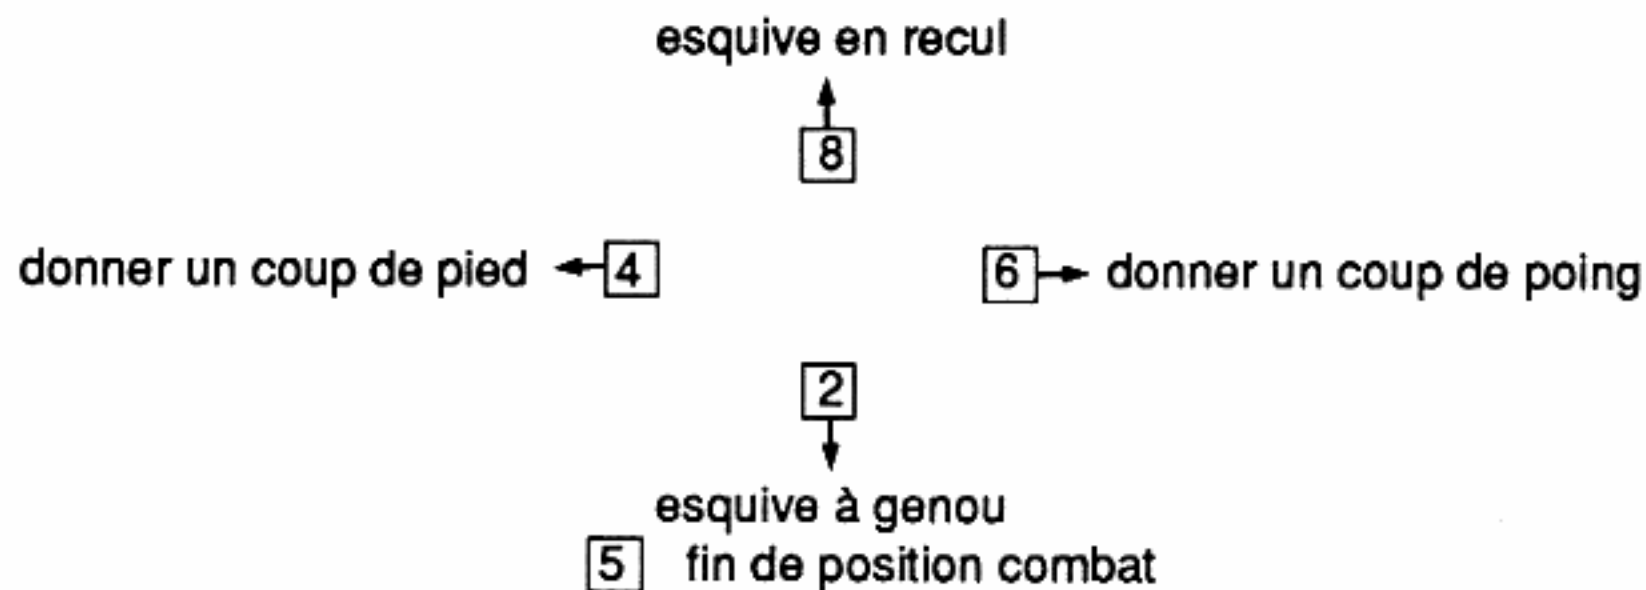 esquive en recul
8
donner un coup de pied 4 6 donner un coup de poing
2
esquive à genou
5 fin de position combat